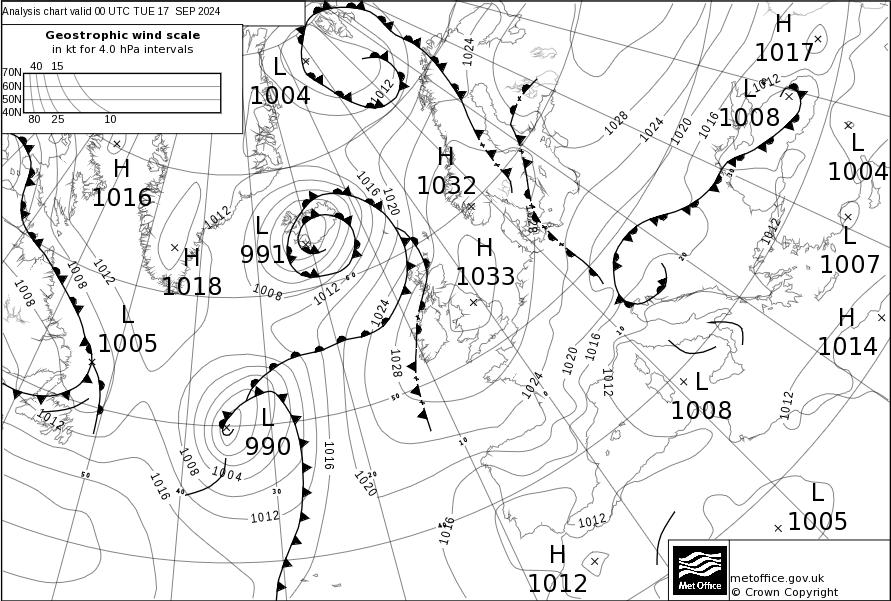 Analysis chart valid 00 UTC TUE 17 SEP 2024
Geostrophic wind scale
in kt for 4.0 hPa intervals
40 15
70N
60N
50N
40N
80 25 10
L
1004
H
1016
H
1018
L
991
L
1005
L
990
H
1032
H
1033
H
1017
L
1008
L
1004
L
1007
H
1014
L
1008
L
1005
H
1012
1024
1012
1028
1024
1020
1016
1012
1016
1020
1012
1008
1012
1024
1028
1008
1008
1012
1012
1016
1008
1004
1012
1016
1020
1016
1024
1020
1016
1012
1012
1012
1012
50
40
30
20
10
0
10
20
30
50
60
40
Met Office
metoffice.gov.uk
© Crown Copyright